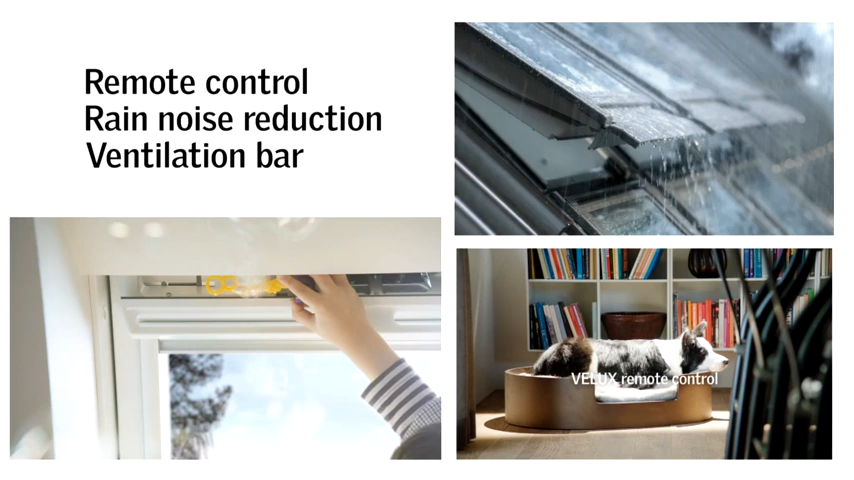 Remote control
Rain noise reduction
Ventilation bar
VELUX remote control